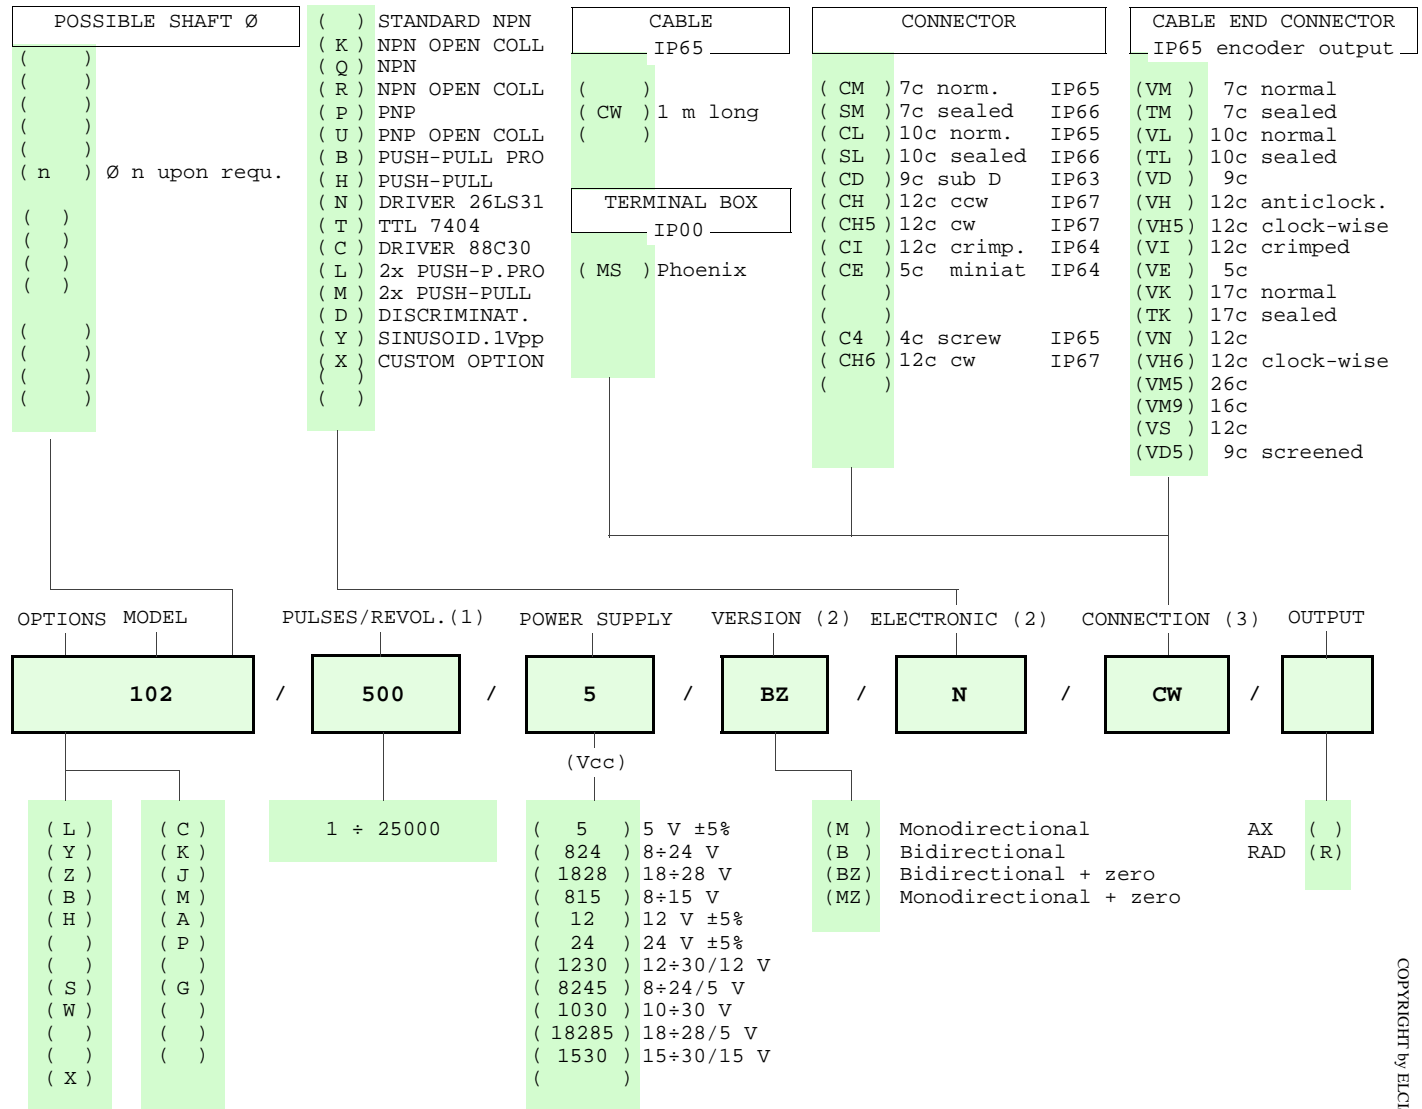 POSSIBLE SHAFT Ø
( )
( )
( )
( )
( )
( n ) Ø n upon requ.
( )
( )
( )
( )
( )
( )
( )
( )
( ) STANDARD NPN
( K ) NPN OPEN COLL
( Q ) NPN
( R ) NPN OPEN COLL
( P ) PNP
( U ) PNP OPEN COLL
( B ) PUSH-PULL PRO
( H ) PUSH-PULL
( N ) DRIVER 26LS31
( T ) TTL 7404
( C ) DRIVER 88C30
( L ) 2x PUSH-P.PRO
( M ) 2x PUSH-PULL
( D ) DISCRIMINAT.
( Y ) SINUSOID.1Vpp
( X ) CUSTOM OPTION
( )
( )
CABLE
IP65
( )
( CW ) 1 m long
( )
TERMINAL BOX
IP00
( MS ) Phoenix
CONNECTOR
( CM ) 7c norm. IP65
( SM ) 7c sealed IP66
( CL ) 10c norm. IP65
( SL ) 10c sealed IP66
( CD ) 9c sub D IP63
( CH ) 12c ccw IP67
( CH5 ) 12c cw IP67
( CI ) 12c crimp. IP64
( CE ) 5c miniat IP64
( )
( )
( C4 ) 4c screw IP65
( CH6 ) 12c cw IP67
( )
CABLE END CONNECTOR
IP65 encoder output
(VM ) 7c normal
(TM ) 7c sealed
(VL ) 10c normal
(TL ) 10c sealed
(VD ) 9c
(VH ) 12c anticlock.
(VH5) 12c clock-wise
(VI ) 12c crimped
(VE ) 5c
(VK ) 17c normal
(TK ) 17c sealed
(VN ) 12c
(VH6) 12c clock-wise
(VM5) 26c
(VM9) 16c
(VS ) 12c
(VD5) 9c screened
OPTIONS MODEL PULSES/REVOL.(1) POWER SUPPLY VERSION (2) ELECTRONIC (2) CONNECTION (3) OUTPUT
102 / 500 / 5 / BZ / N / CW /
(Vcc)
( L )
( Y )
( Z )
( B )
( H )
( )
( )
( S )
( W )
( )
( )
( X )
( C )
( K )
( J )
( M )
( A )
( P )
( )
( G )
( )
( )
( )
1 ÷ 25000
( 5 ) 5 V ±5%
( 824 ) 8÷24 V
( 1828 ) 18÷28 V
( 815 ) 8÷15 V
( 12 ) 12 V ±5%
( 24 ) 24 V ±5%
( 1230 ) 12÷30/12 V
( 8245 ) 8÷24/5 V
( 1030 ) 10÷30 V
( 18285 ) 18÷28/5 V
( 1530 ) 15÷30/15 V
( )
(M ) Monodirectional
(B ) Bidirectional
(BZ) Bidirectional + zero
(MZ) Monodirectional + zero
AX ( )
RAD (R)
COPYRIGHT by ELCI